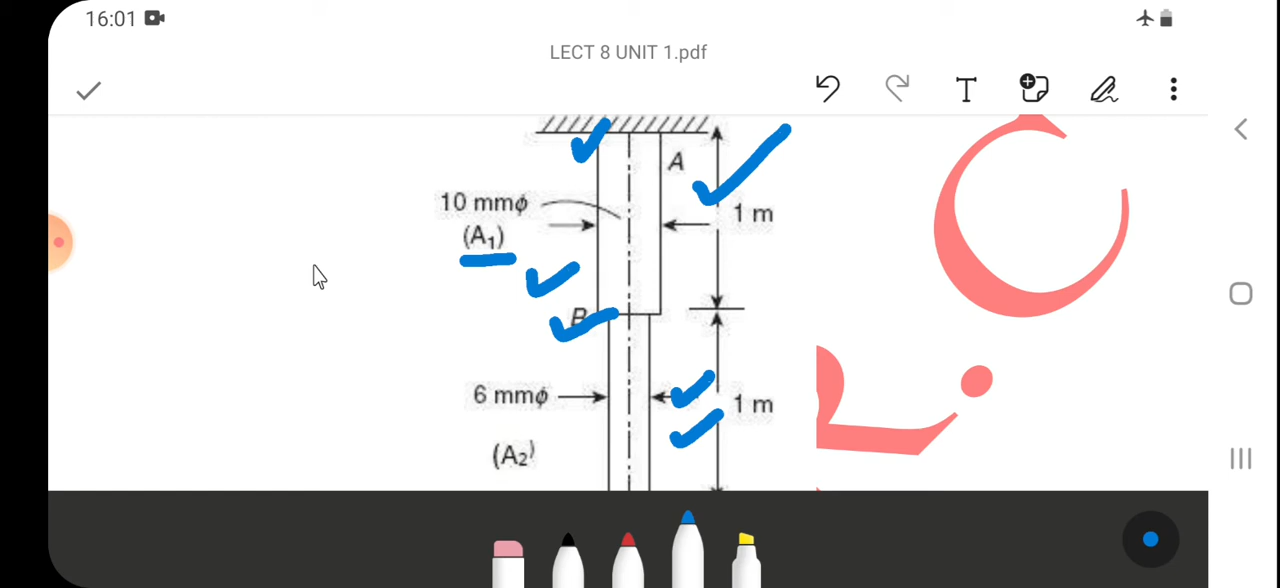 16:01
LECT 8 UNIT 1.pdf
T
A
10 mmϕ
(A₁)
1 m
B
6 mmϕ
1 m
(A₂)